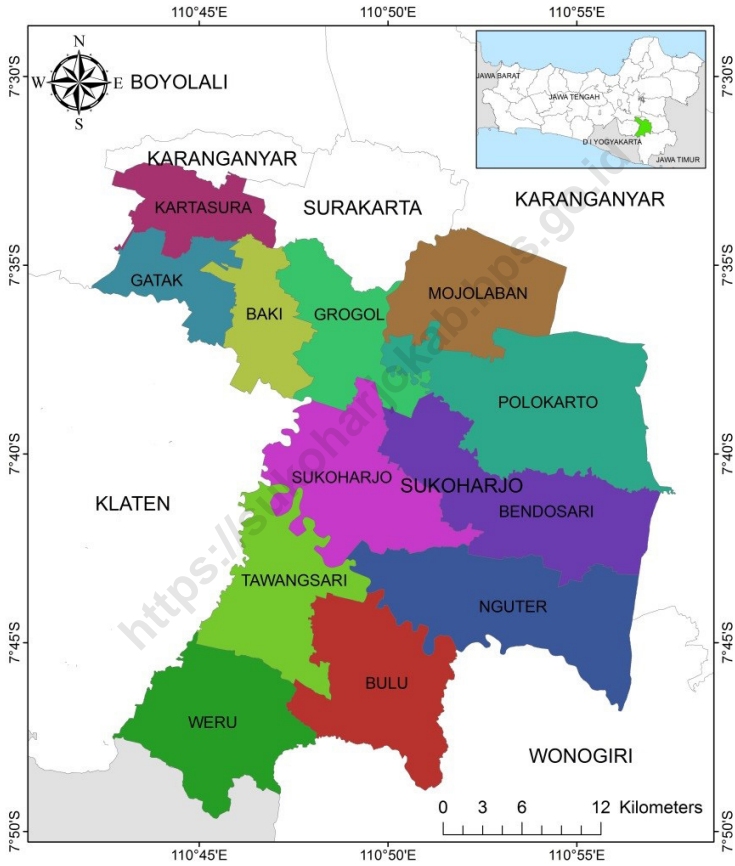 110°45'E
110°50'E
110°55'E
7°30'S
7°30'S
N
W
E
S
BOYOLALI
JAWA BARAT
JAWA TENGAH
D I YOGYAKARTA
JAWA TIMUR
KARANGANYAR
KARTASURA
SURAKARTA
KARANGANYAR
7°35'S
7°35'S
GATAK
BAKI
GROGOL
MOJOLABAN
POLOKARTO
7°40'S
7°40'S
KLATEN
SUKOHARJO
SUKOHARJO
BENDOSARI
TAWANGSARI
NGUTER
7°45'S
7°45'S
BULU
WERU
WONOGIRI
0 3 6 12 Kilometers
7°50'S
7°50'S
110°45'E
110°50'E
110°55'E
https://sukoharjokab.bps.go.id